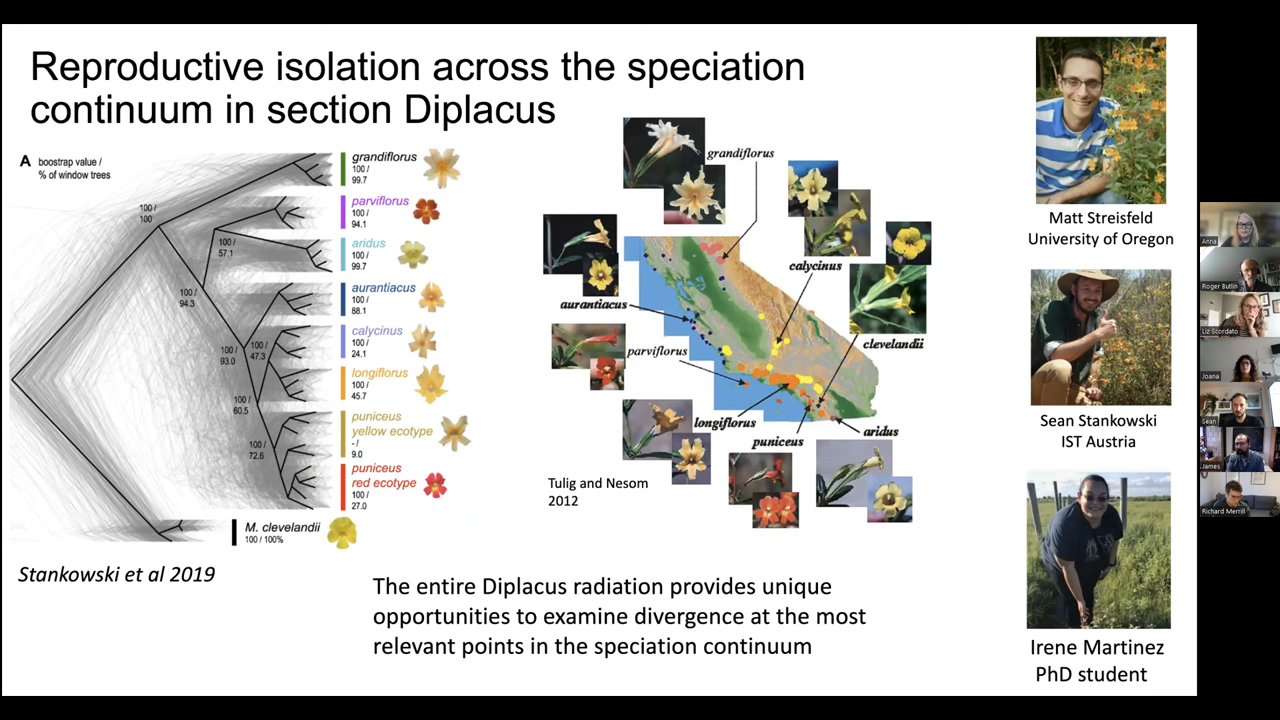 Reproductive isolation across the speciation
continuum in section Diplacus
A boostrap value /
% of window trees
100 /
100
100 /
57.1
100 /
94.3
100 /
93.0
100 /
47.3
100 /
60.5
100 /
72.6
grandiflorus
100 /
99.7
parviflorus
100 /
94.1
aridus
100 /
99.7
aurantiacus
100 /
88.1
calycinus
100 /
24.1
longiflorus
100 /
45.7
puniceus
yellow ecotype
- /
9.0
puniceus
red ecotype
100 /
27.0
M. clevelandii
100 / 100%
Stankowski et al 2019
grandiflorus
calycinus
aurantiacus
parviflorus
clevelandii
longiflorus
puniceus
aridus
Tulig and Nesom
2012
The entire Diplacus radiation provides unique
opportunities to examine divergence at the most
relevant points in the speciation continuum
Matt Streisfeld
University of Oregon
Sean Stankowski
IST Austria
Irene Martinez
PhD student
Anna
Roger Butlin
Liz Scordato
Joana
Sean
James
Richard Merrill